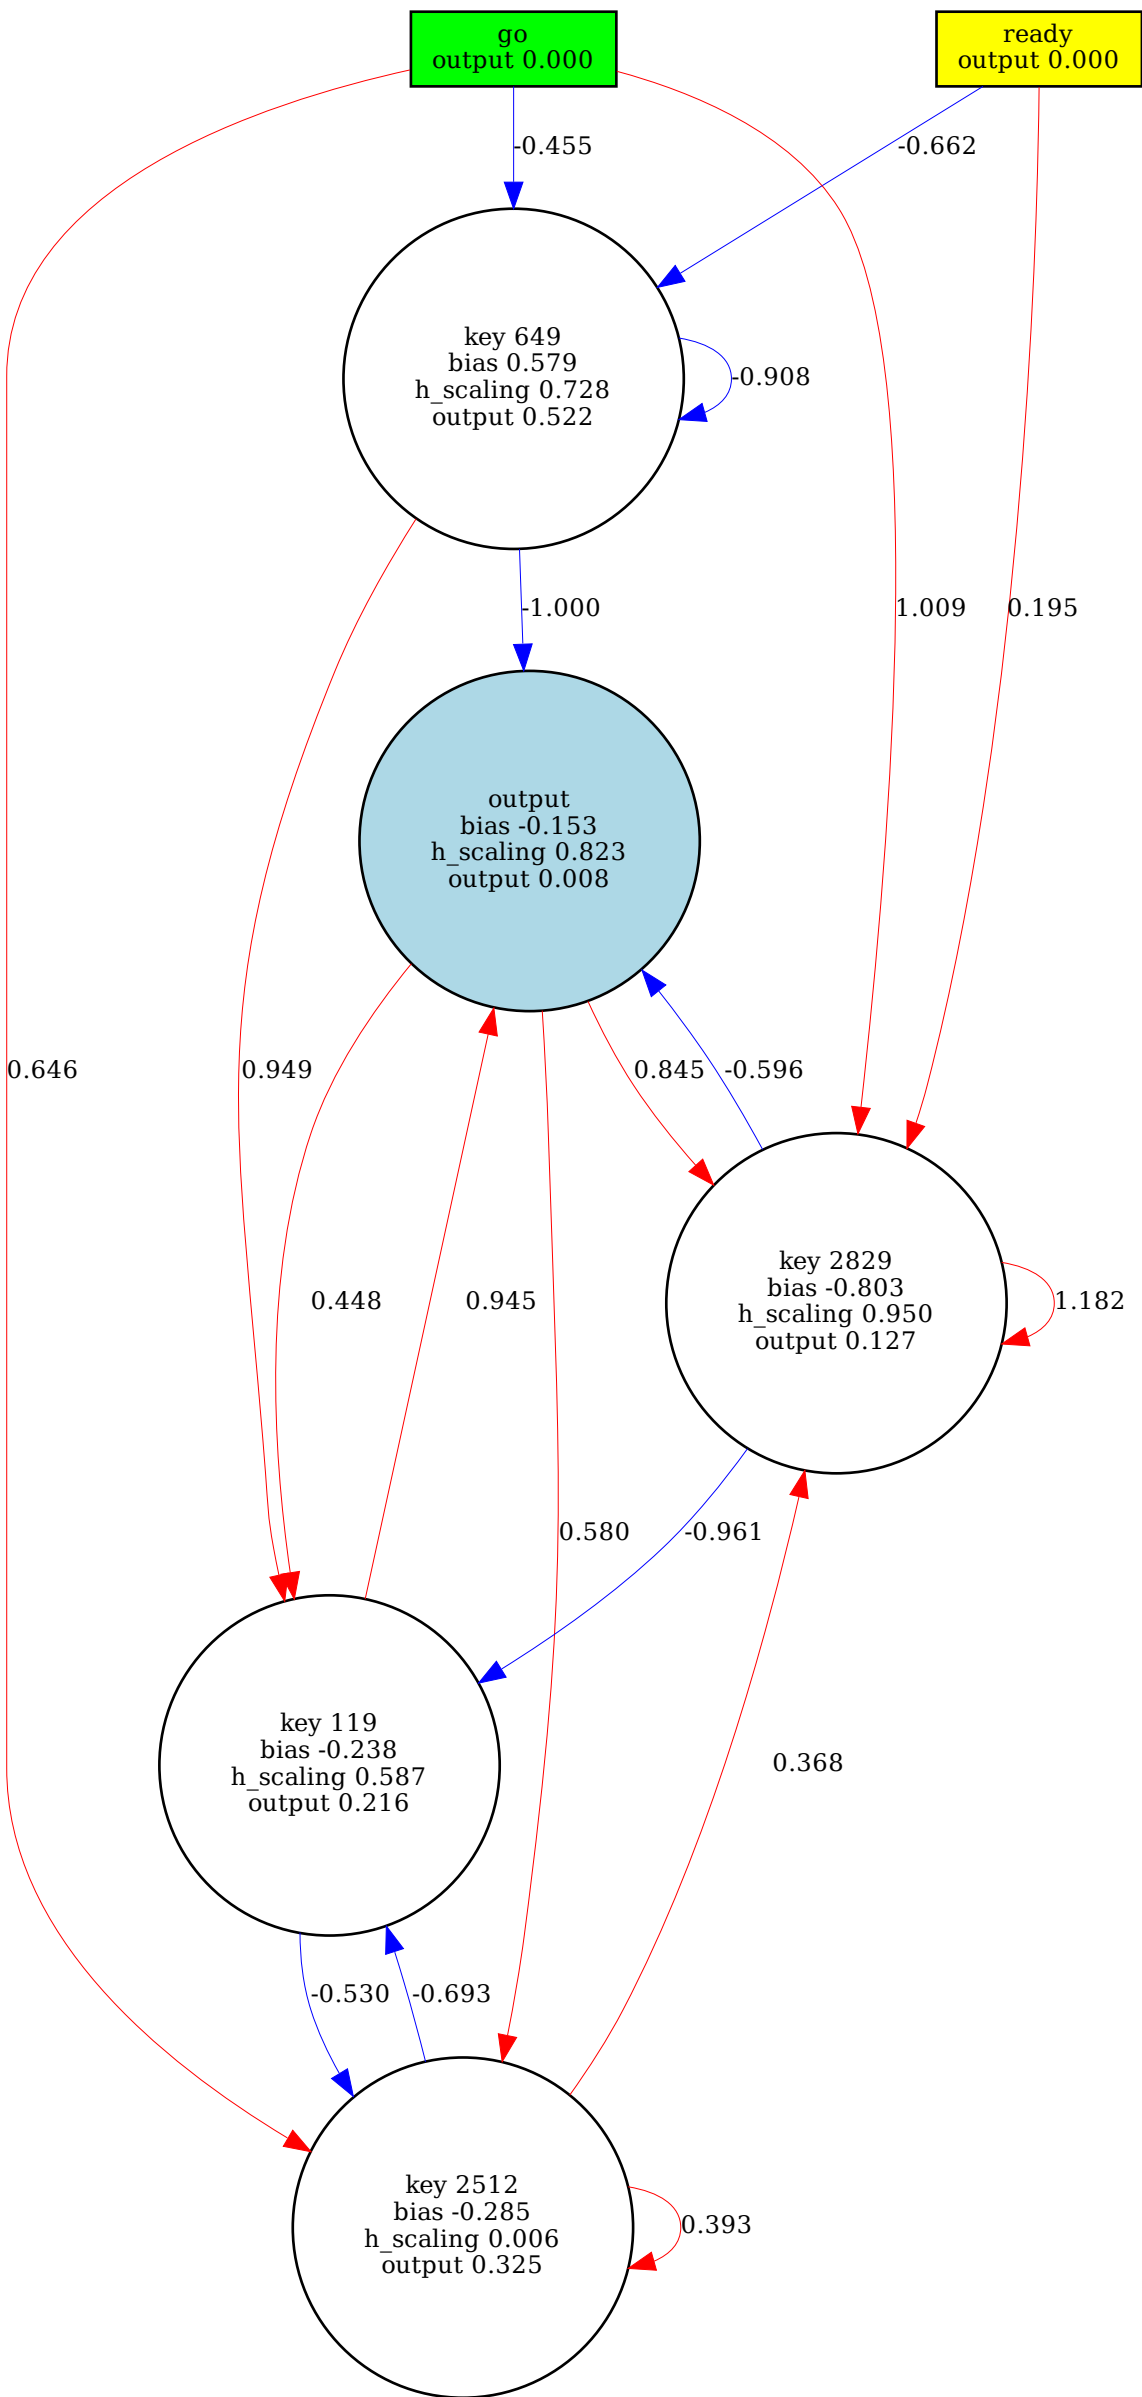 go
output 0.000
ready
output 0.000
-0.455
-0.662
key 649
bias 0.579
h_scaling 0.728
output 0.522
-0.908
-1.000
1.009
0.195
output
bias -0.153
h_scaling 0.823
output 0.008
0.646
0.949
0.845
-0.596
key 2829
bias -0.803
h_scaling 0.950
output 0.127
0.448
0.945
1.182
0.580
-0.961
key 119
bias -0.238
h_scaling 0.587
output 0.216
0.368
-0.530
-0.693
key 2512
bias -0.285
h_scaling 0.006
output 0.325
0.393